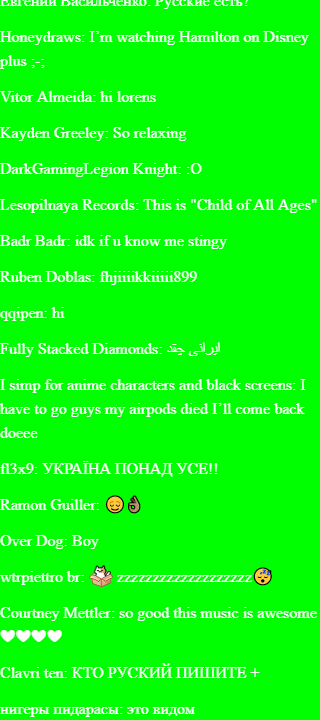 Евгений Васильченко: Русские есть?
Honeydraws: I’m watching Hamilton on Disney
plus ;-;
Vitor Almeida: hi lorens
Kayden Greeley: So relaxing
DarkGamingLegion Knight: :O
Lesopilnaya Records: This is "Child of All Ages"
Badr Badr: idk if u know me stingy
Ruben Doblas: fhjiiiikkiiiii899
qqipen: hi
Fully Stacked Diamonds: ایرانی چقد
I simp for anime characters and black screens: I
have to go guys my airpods died I’ll come back
doeee
fl3x9: УКРАЇНА ПОНАД УСЕ!!
Ramon Guiller: 😌👌🏿
Over Dog: Boy
wtrpiettro br: zzzzzzzzzzzzzzzzzzz😴
Courtney Mettler: so good this music is awesome
🤍🤍🤍🤍
Clavri ten: КТО РУСКИЙ ПИШИТЕ +
нигеры пидарасы: это видом